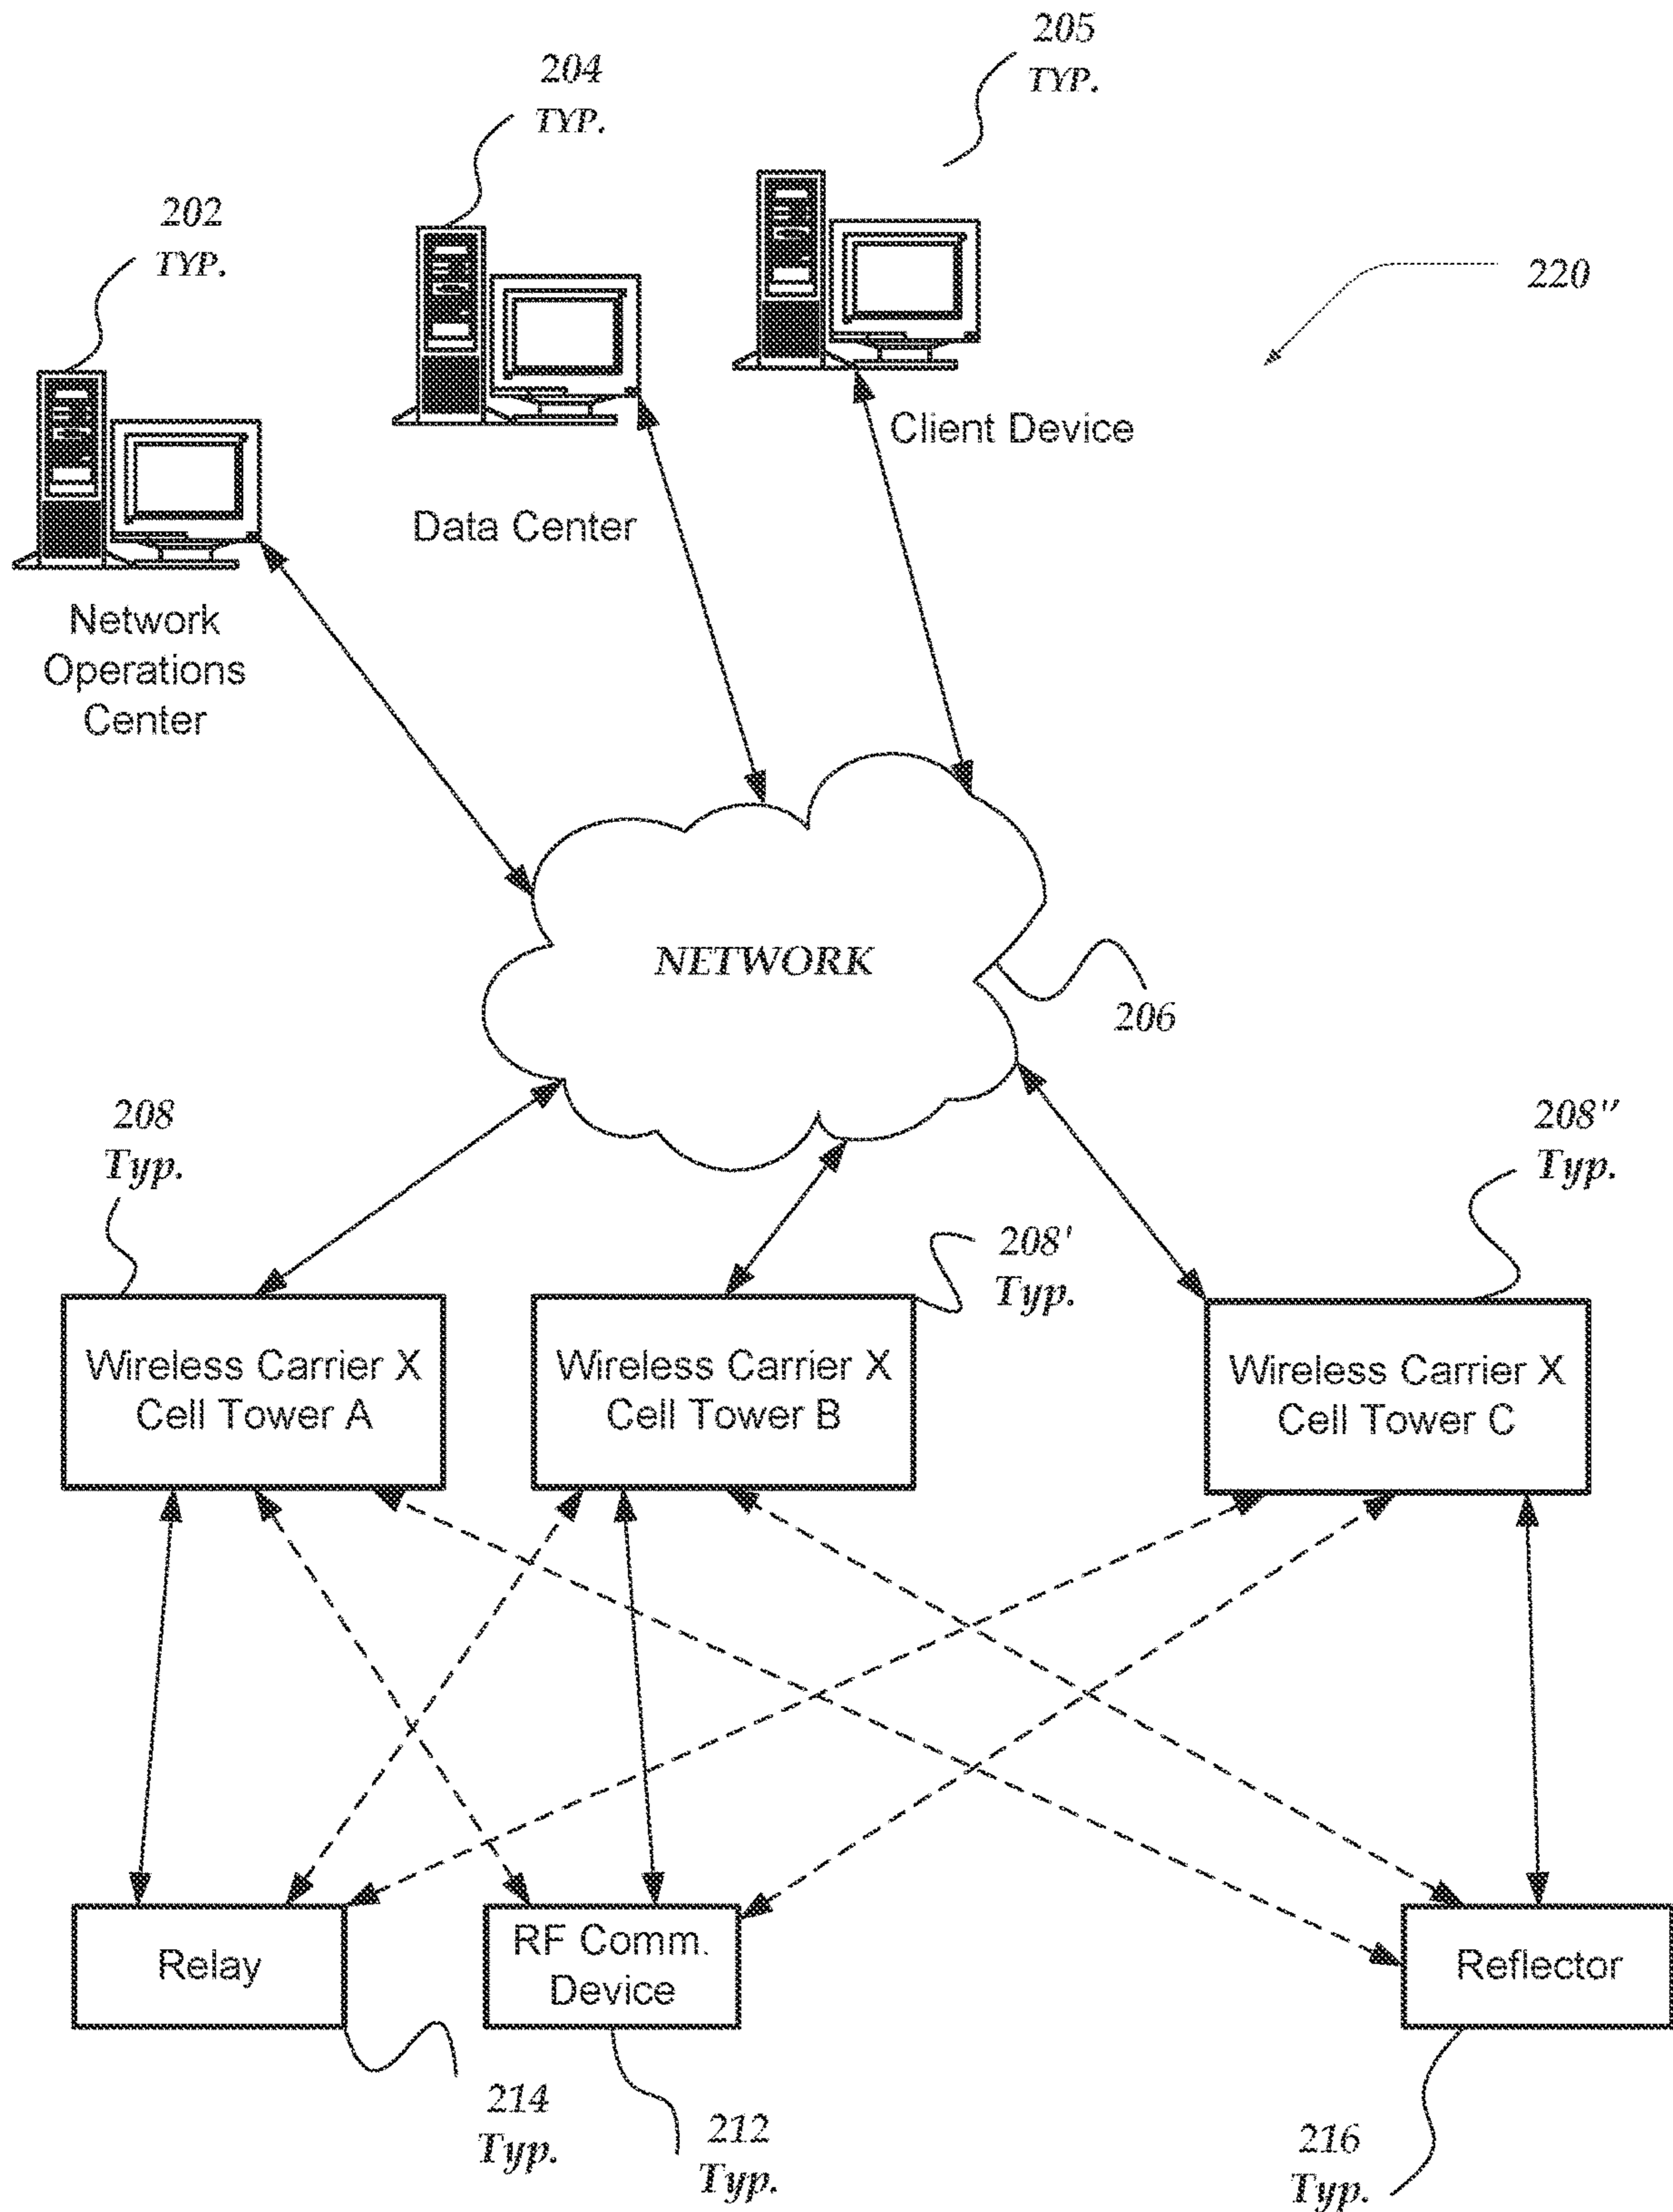 205
TYP.
204
TYP.
202
TYP.
220
Client Device
Data Center
Network
Operations
Center
NETWORK
206
208
Typ.
208'
Typ.
208"
Typ.
Wireless Carrier X
Cell Tower A
Wireless Carrier X
Cell Tower B
Wireless Carrier X
Cell Tower C
Relay
RF Comm.
Device
Reflector
214
Typ.
212
Typ.
216
Typ.